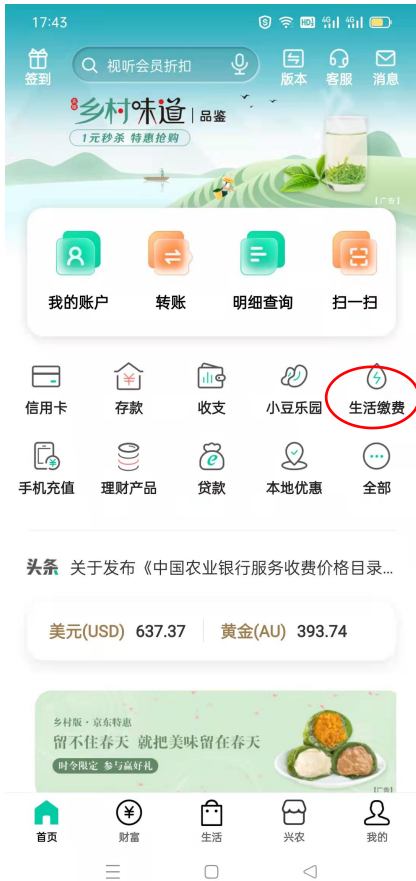 17:43
签到
视听会员折扣
版本
客服
消息
乡村味道 | 品鉴
1元秒杀 特惠抢购
[广告]
我的账户
转账
明细查询
扫一扫
信用卡
存款
收支
小豆乐园
生活缴费
手机充值
理财产品
贷款
本地优惠
全部
头条 关于发布《中国农业银行服务收费价格目录...
美元(USD) 637.37
黄金(AU) 393.74
乡村版·京东特惠
留不住春天 就把美味留在春天
时令限定 参与赢好礼
[广告]
首页
财富
生活
兴农
我的